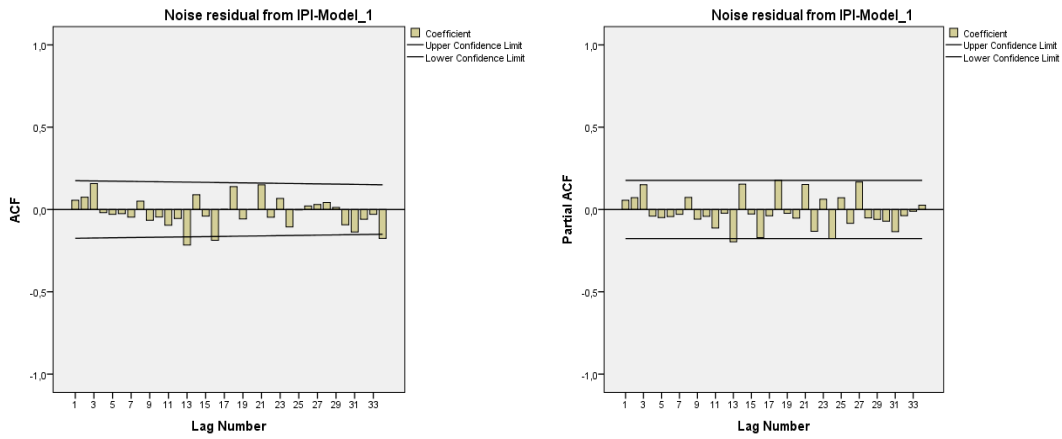 Noise residual from IPI-Model_1
Coefficient
Upper Confidence Limit
Lower Confidence Limit
ACF
1,0
0,5
0,0
-0,5
-1,0
1 3 5 7 9 11 13 15 17 19 21 23 25 27 29 31 33
Lag Number
Noise residual from IPI-Model_1
Coefficient
Upper Confidence Limit
Lower Confidence Limit
Partial ACF
1,0
0,5
0,0
-0,5
-1,0
1 3 5 7 9 11 13 15 17 19 21 23 25 27 29 31 33
Lag Number